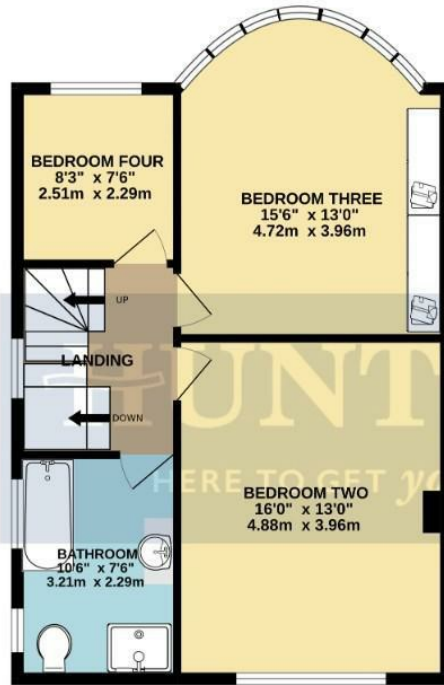 BEDROOM FOUR
8'3" x 7'6"
2.51m x 2.29m
BEDROOM THREE
15'6" x 13'0"
4.72m x 3.96m
UP
LANDING
DOWN
HUNT
HERE TO GET yo
BEDROOM TWO
16'0" x 13'0"
4.88m x 3.96m
BATHROOM
10'6" x 7'6"
3.21m x 2.29m